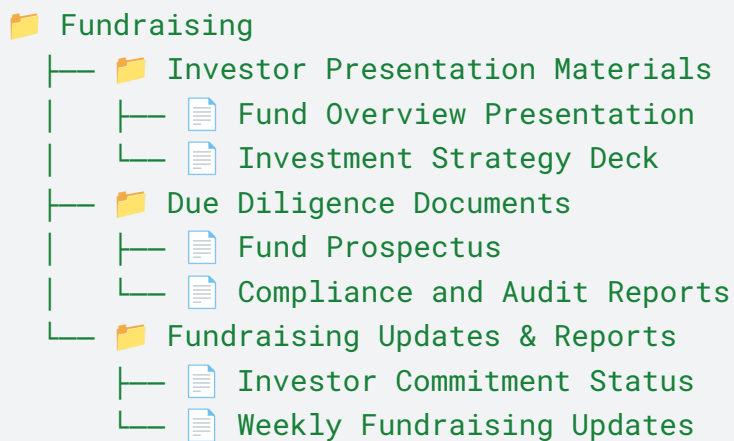 Fundraising
Investor Presentation Materials
Fund Overview Presentation
Investment Strategy Deck
Due Diligence Documents
Fund Prospectus
Compliance and Audit Reports
Fundraising Updates & Reports
Investor Commitment Status
Weekly Fundraising Updates